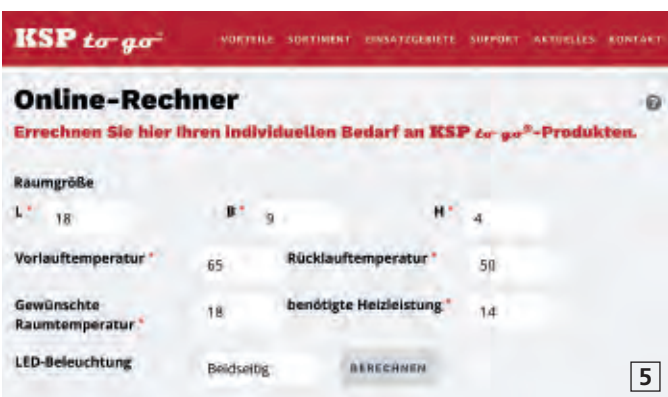 KSP to go® VORTEILE SORTIMENT EINSATZGEBIETE SUPPORT AKTUELLES KONTAKT
Online-Rechner ?
Errechnen Sie hier Ihren individuellen Bedarf an KSP to go®-Produkten.
Raumgröße
L * 18 B * 9 H * 4
Vorlauftemperatur * 65 Rücklauftemperatur * 50
Gewünschte
Raumtemperatur * 18 benötigte Heizleistung * 14
LED-Beleuchtung Beidseitig BERECHNEN
5